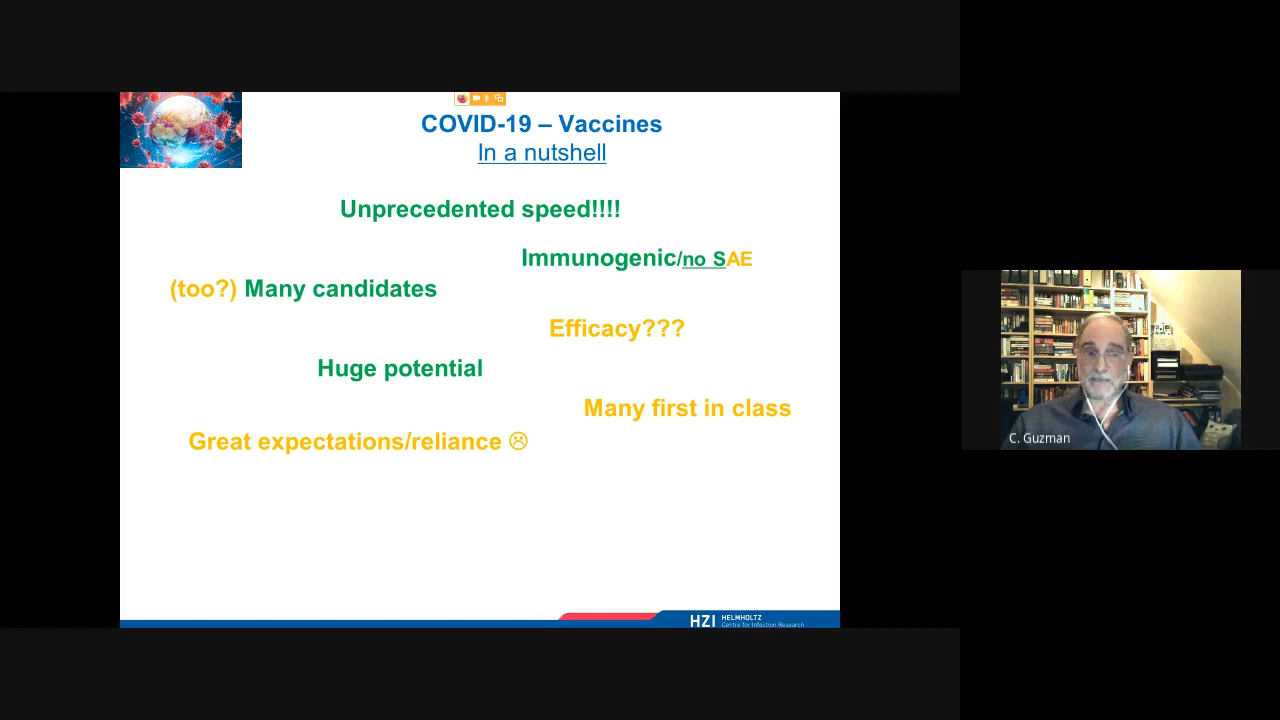 COVID-19 – Vaccines
In a nutshell
Unprecedented speed!!!!
Immunogenic/no SAE
(too?) Many candidates
Efficacy???
Huge potential
Many first in class
Great expectations/reliance ☹
HZI HELMHOLTZ
Centre for Infection Research
C. Guzman